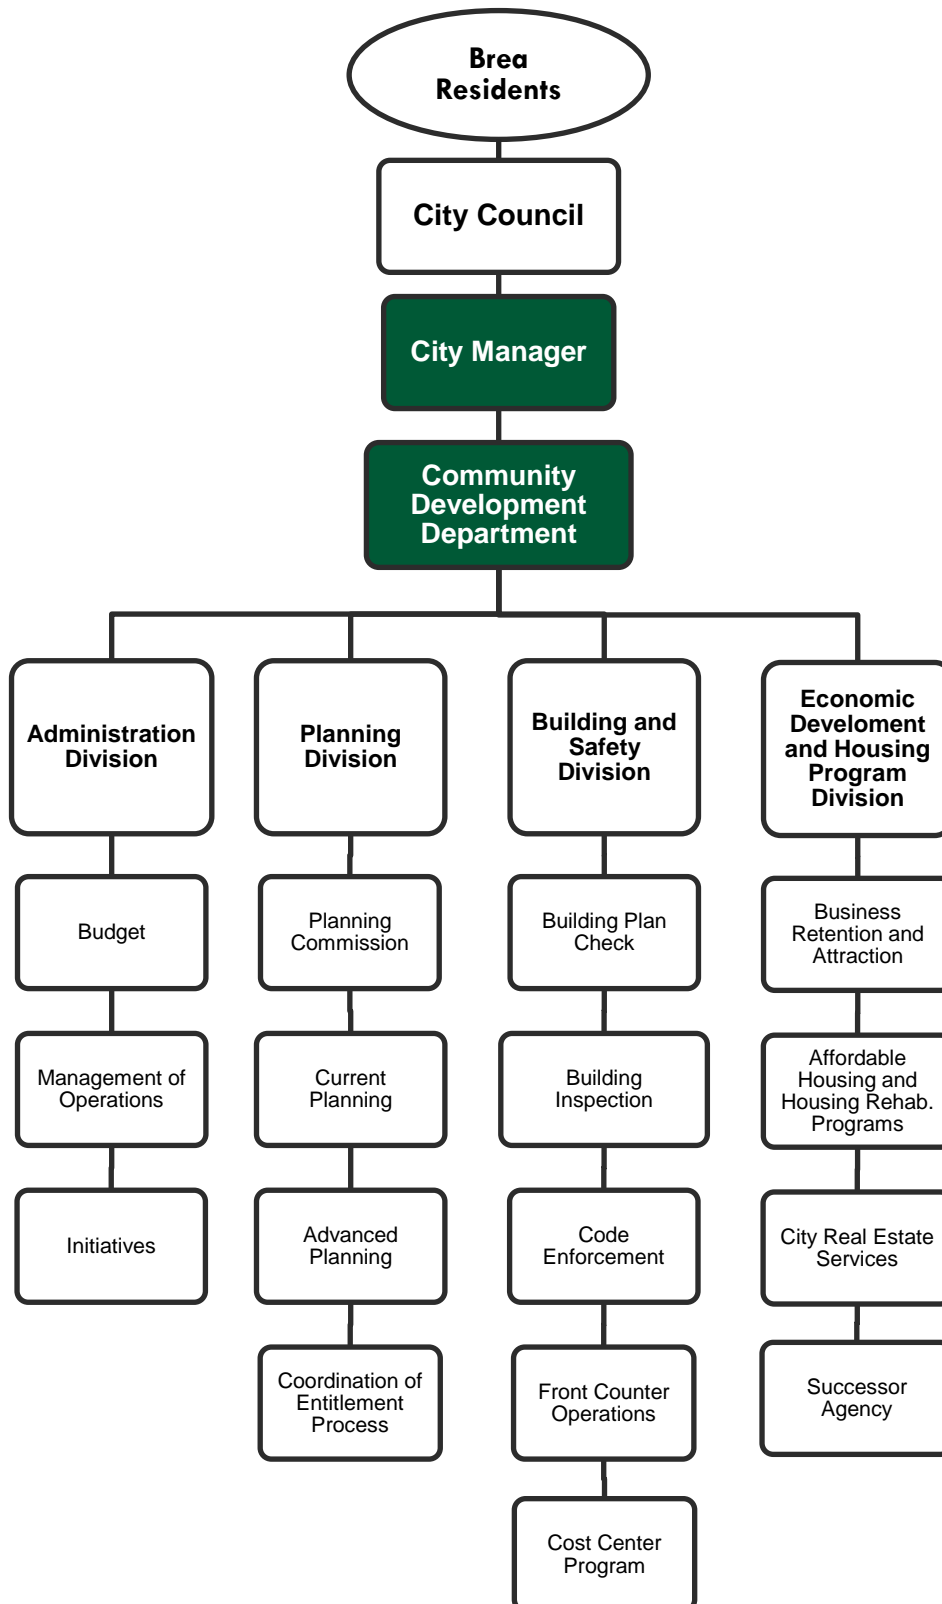 Brea
Residents
City Council
City Manager
Community
Development
Department
Administration
Division
Planning
Division
Building and
Safety
Division
Economic
Develoment
and Housing
Program
Division
Budget
Planning
Commission
Building Plan
Check
Business
Retention and
Attraction
Management of
Operations
Current
Planning
Building
Inspection
Affordable
Housing and
Housing Rehab.
Programs
Initiatives
Advanced
Planning
Code
Enforcement
City Real Estate
Services
Coordination of
Entitlement
Process
Front Counter
Operations
Successor
Agency
Cost Center
Program